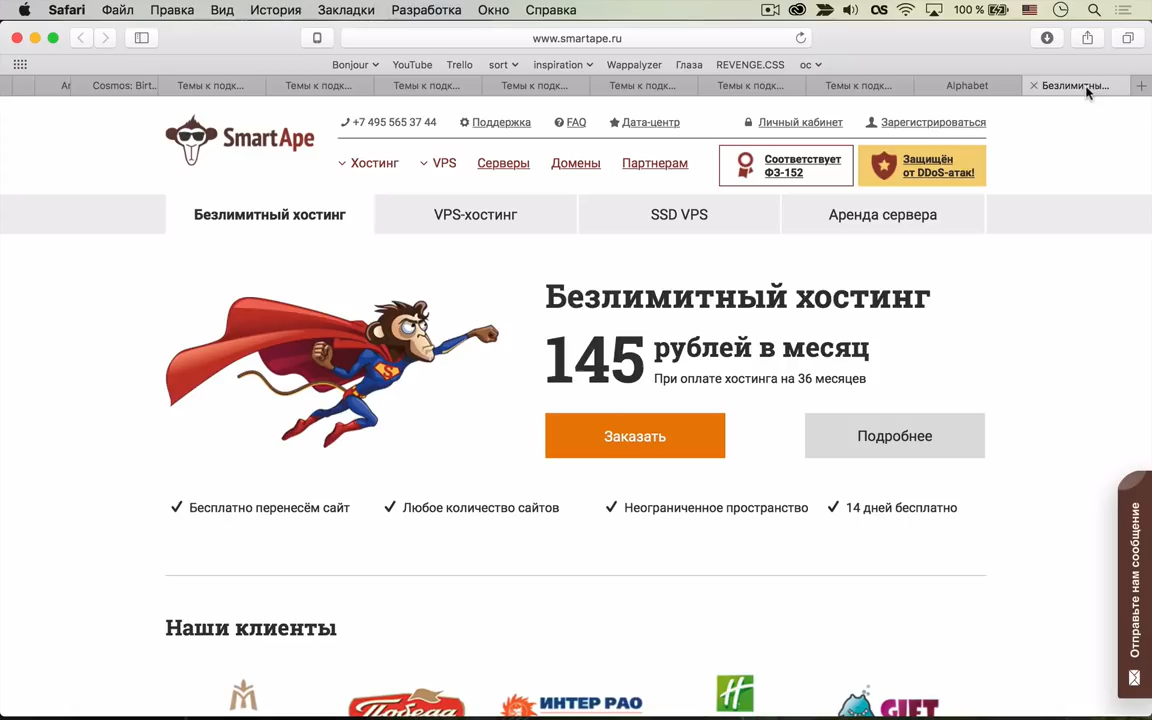 Safari Файл Правка Вид История Закладки Разработка Окно Справка 100 %
www.smartape.ru
Bonjour YouTube Trello sort inspiration Wappalyzer Глаза REVENGE.CSS oc
Cosmos: Birt... Темы к подк... Темы к подк... Темы к подк... Темы к подк... Темы к подк... Темы к подк... Темы к подк... Alphabet Безлимитны...
+7 495 565 37 44 Поддержка FAQ Дата-центр Личный кабинет Зарегистрироваться
SmartApe
Хостинг VPS Серверы Домены Партнерам
Соответствует
ФЗ-152
Защищён
от DDoS-атак!
Безлимитный хостинг VPS-хостинг SSD VPS Аренда сервера
Безлимитный хостинг
145 рублей в месяц
При оплате хостинга на 36 месяцев
Заказать Подробнее
Бесплатно перенесём сайт Любое количество сайтов Неограниченное пространство 14 дней бесплатно
Отправьте нам сообщение
Наши клиенты
Победа ИНТЕР РАО GIFT